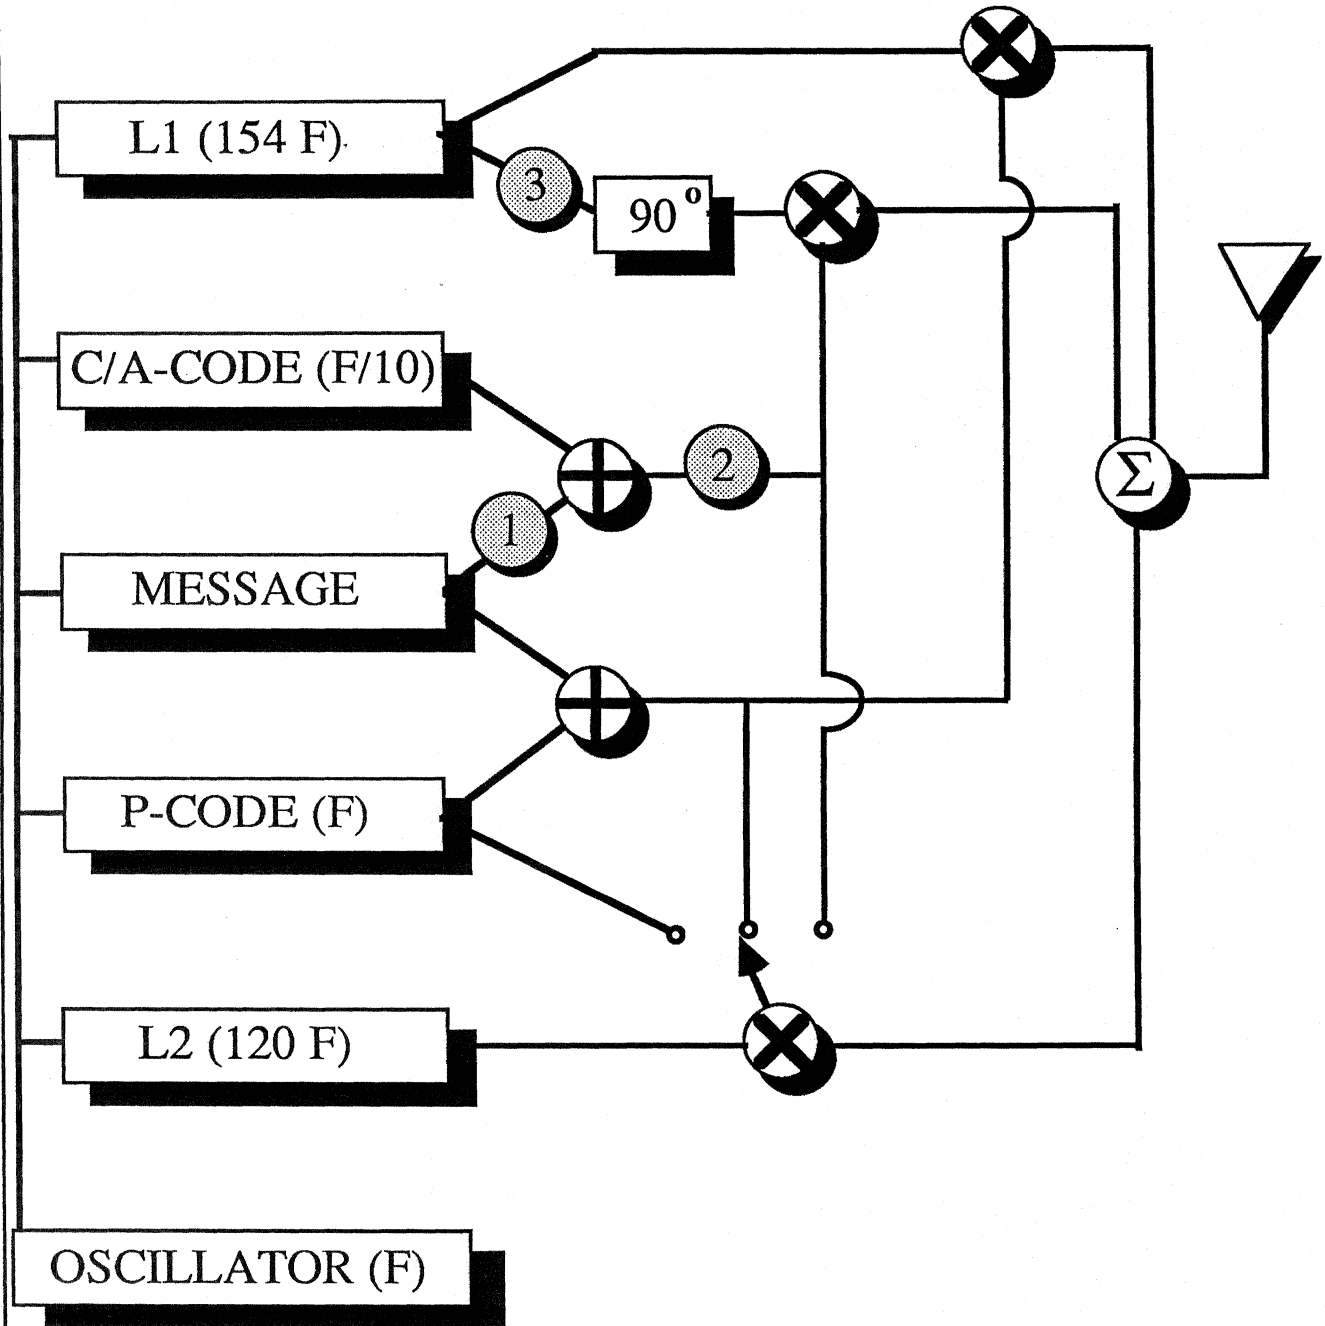 L1 (154 F)
3
90°
C/A-CODE (F/10)
2
Σ
1
MESSAGE
P-CODE (F)
L2 (120 F)
OSCILLATOR (F)